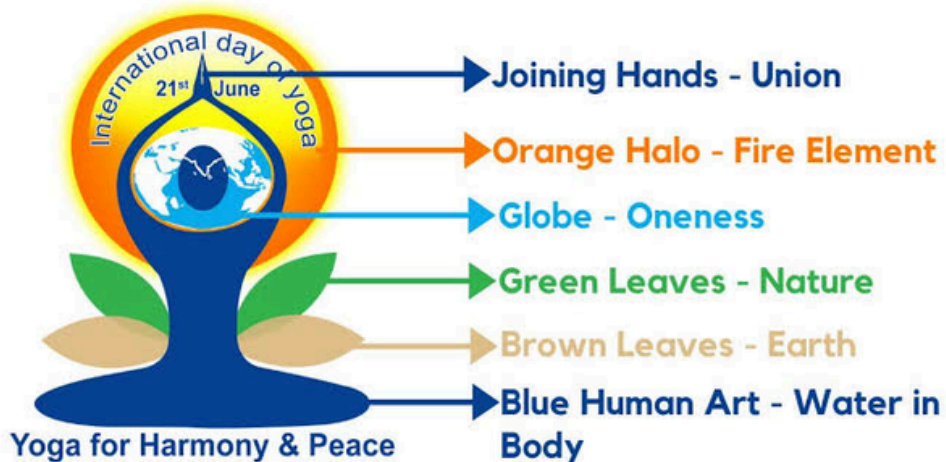 International day of yoga
21st June
Joining Hands - Union
Orange Halo - Fire Element
Globe - Oneness
Green Leaves - Nature
Brown Leaves - Earth
Blue Human Art - Water in
Body
Yoga for Harmony & Peace